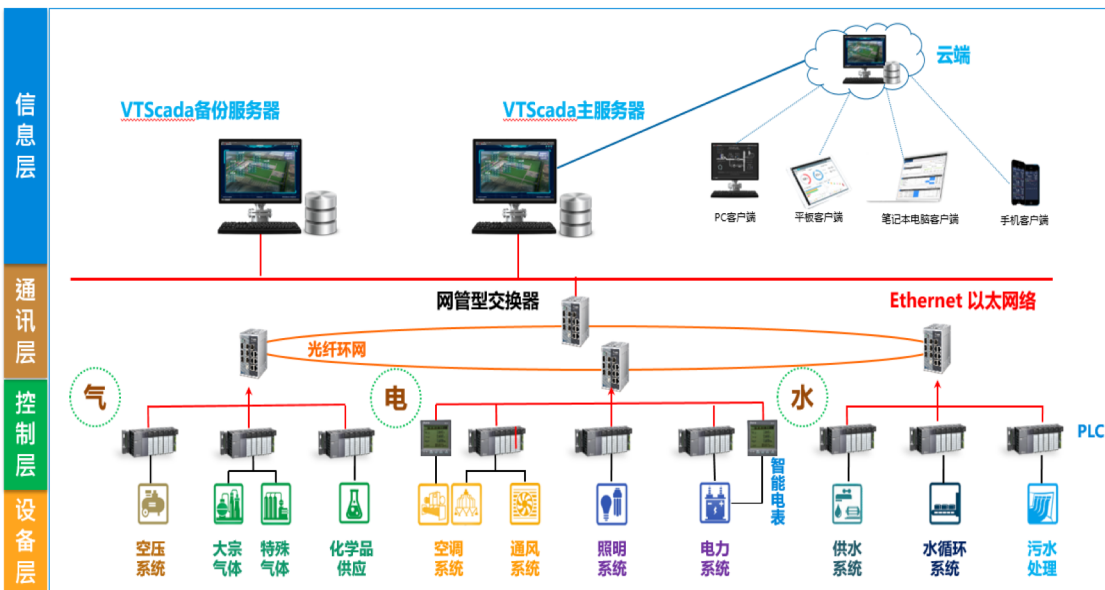 信息层
VTScada备份服务器
VTScada主服务器
云端
PC客户端
平板客户端
笔记本电脑客户端
手机客户端
通讯层
网管型交换器
Ethernet 以太网络
光纤环网
控制层
气
电
水
PLC
智能电表
设备层
空压
系统
大宗
气体
特殊
气体
化学品
供应
空调
系统
通风
系统
照明
系统
电力
系统
供水
系统
水循环
系统
污水
处理